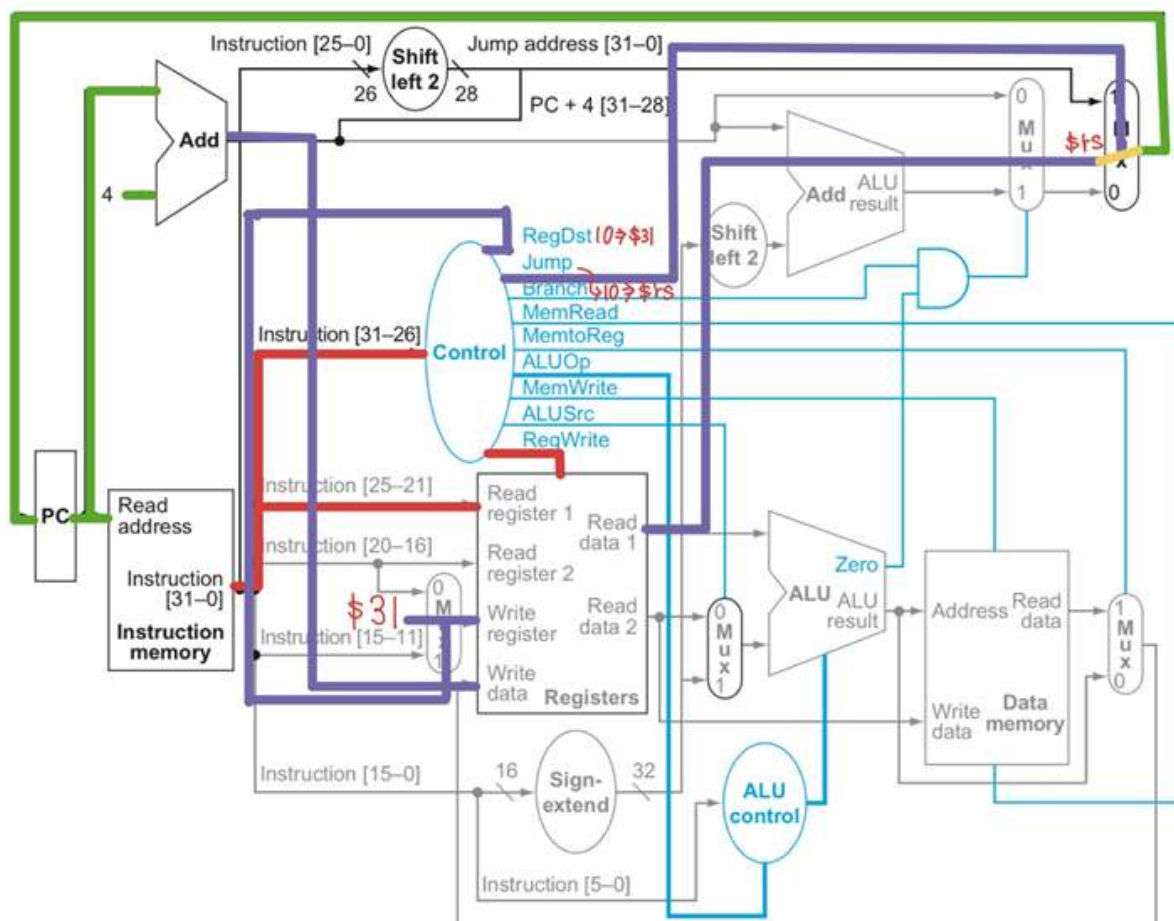 Instruction [25–0]
Shift
left 2
Jump address [31–0]
26
28
PC + 4 [31–28]
Add
4
0
M
u
x
1
1
M
x
0
$rs
Add
ALU
result
Shift
left 2
RegDst 10→$31
Jump
Branch 10→$rs
MemRead
MemtoReg
ALUOp
MemWrite
ALUSrc
RegWrite
Instruction [31–26]
Control
PC
Read
address
Instruction
[31–0]
Instruction
memory
Instruction [25–21]
Instruction [20–16]
$31
Instruction [15–11]
0
M
x
1
Read
register 1
Read
register 2
Write
register
Write
data
Read
data 1
Read
data 2
Registers
0
M
u
x
1
Zero
ALU
ALU
result
Address
Read
data
Write
data
Data
memory
1
M
u
x
0
Instruction [15–0]
16
Sign-
extend
32
ALU
control
Instruction [5–0]